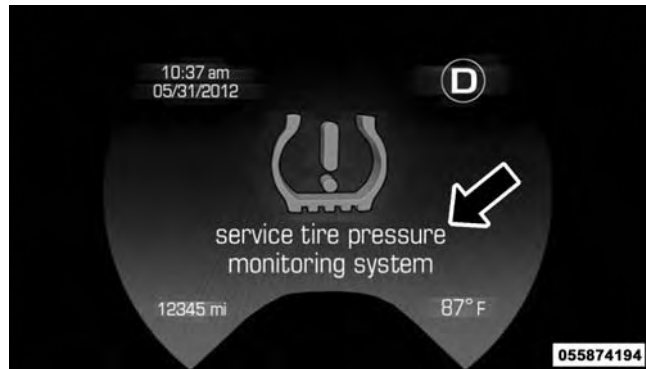 10:37 am
05/31/2012
D
service tire pressure
monitoring system
12345 mi
87° F
055874194